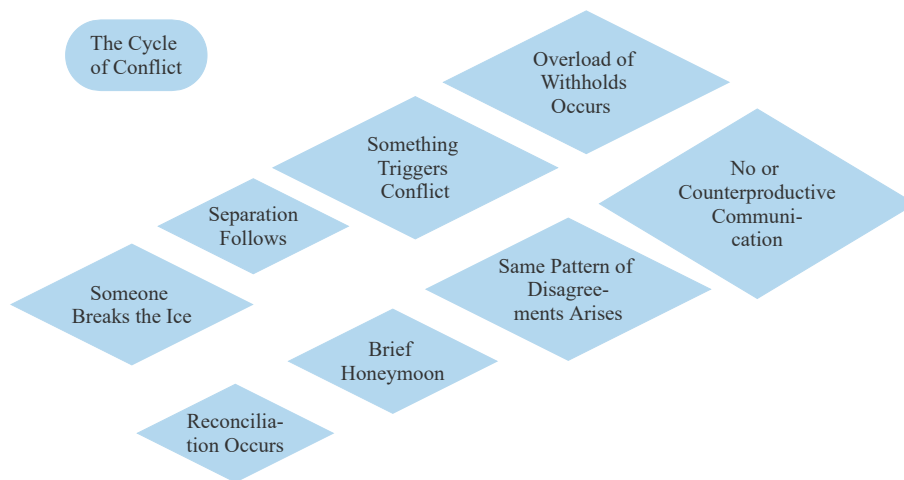 The Cycle
of Conflict
Overload of
Withholds
Occurs
Something
Triggers
Conflict
No or
Counterproductive
Communi-
cation
Separation
Follows
Same Pattern of
Disagree-
ments Arises
Someone
Breaks the Ice
Brief
Honeymoon
Reconcilia-
tion Occurs